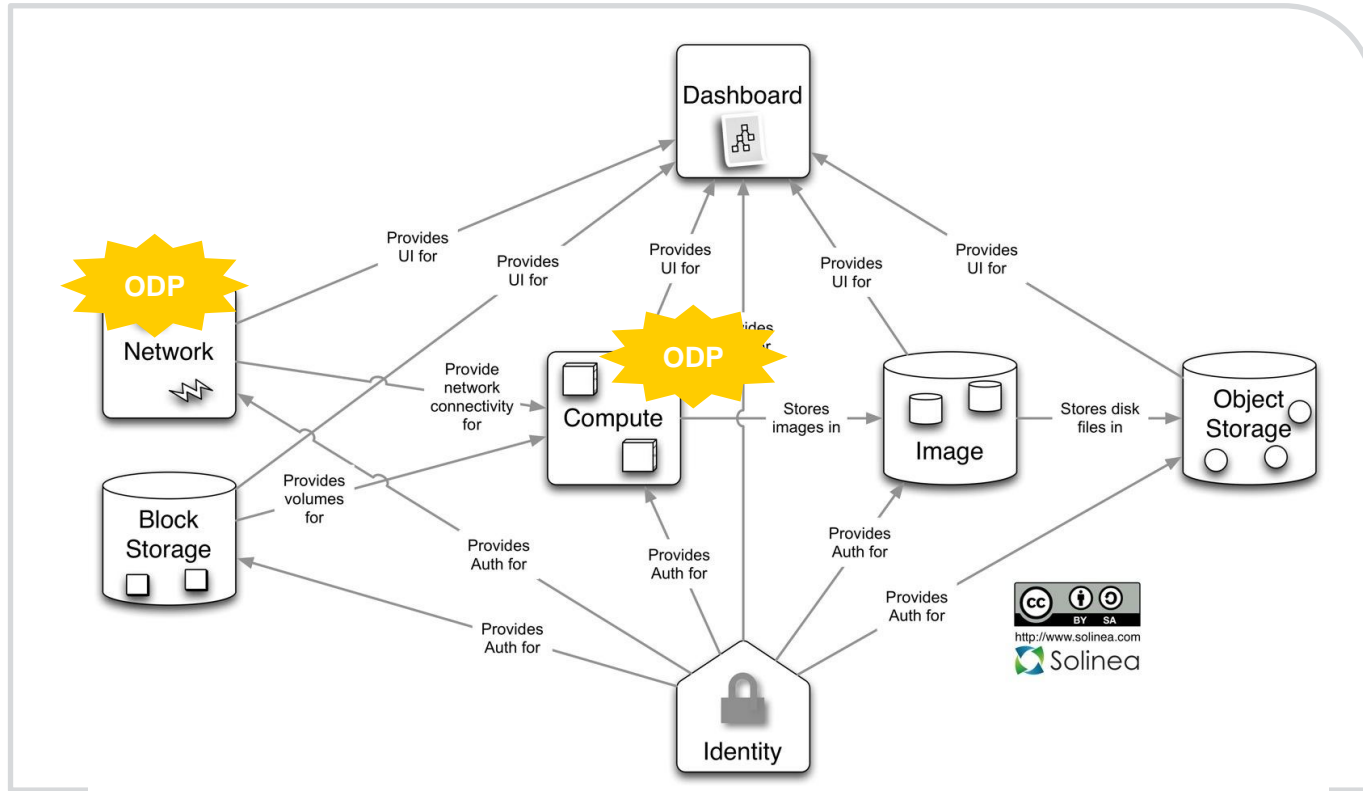 Dashboard
Provides
UI for
Provides
UI for
Provides
UI for
Provides
UI for
Provides
UI for
ODP
ODP
Network
Provide
network
connectivity
for
Compute
Stores
images in
Image
Stores disk
files in
Object
Storage
Block
Storage
Provides
volumes
for
Provides
Auth for
Provides
Auth for
Provides
Auth for
Provides
Auth for
Provides
Auth for
cc
BY SA
http://www.solinea.com
Solinea
Identity